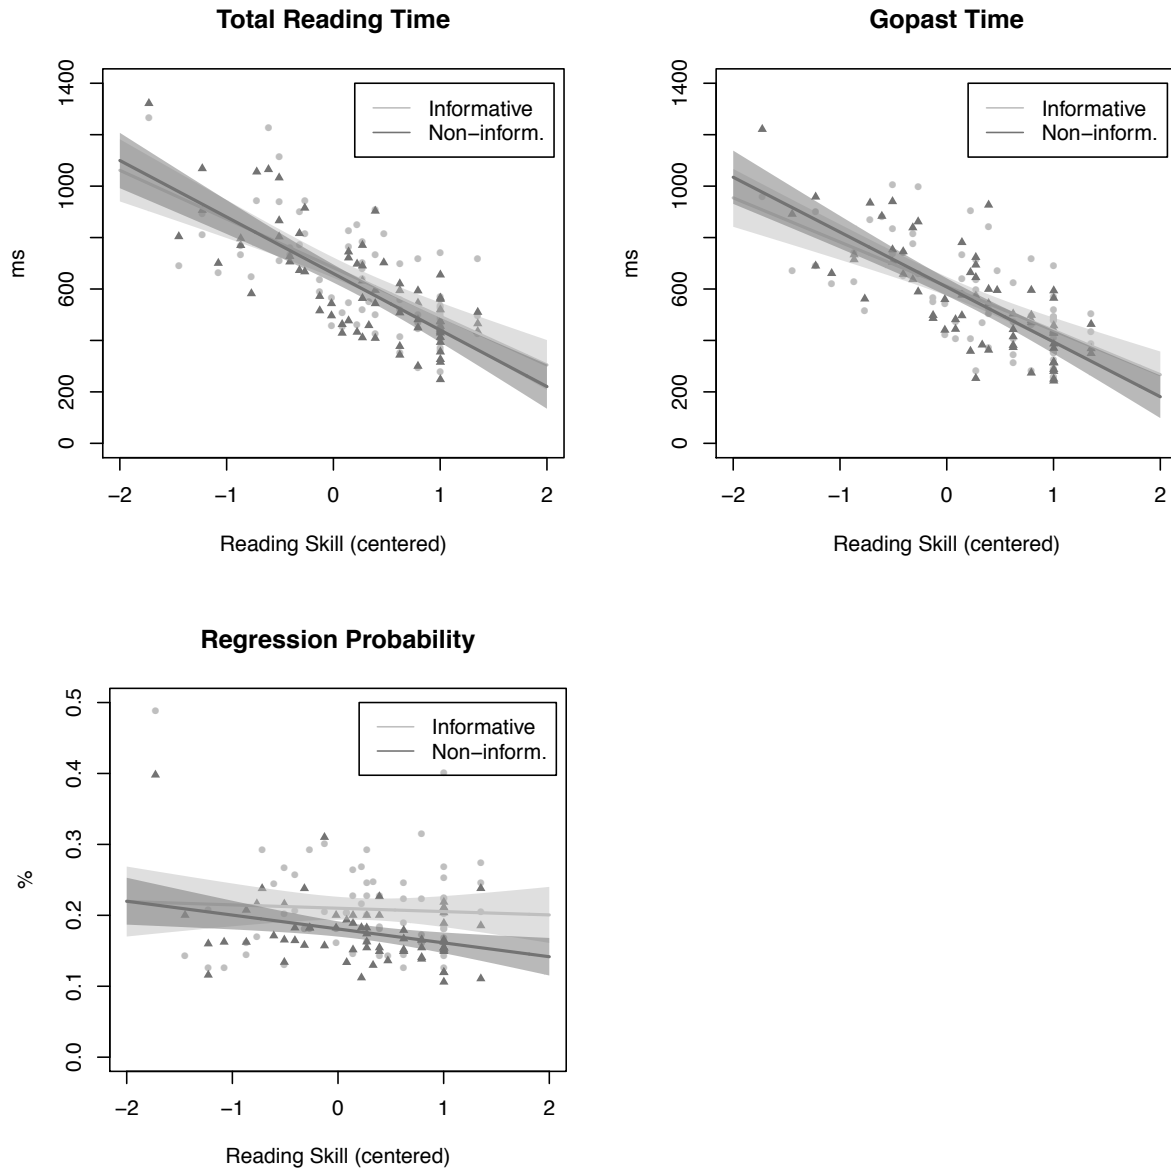 Total Reading Time
1400
1000
600
200
0
ms
Informative
Non−inform.
−2 −1 0 1 2
Reading Skill (centered)
Gopast Time
1400
1000
600
200
0
ms
Informative
Non−inform.
−2 −1 0 1 2
Reading Skill (centered)
Regression Probability
0.5
0.4
0.3
0.2
0.1
0.0
%
Informative
Non−inform.
−2 −1 0 1 2
Reading Skill (centered)